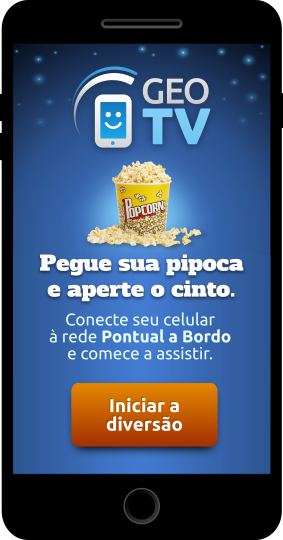 GEO
TV
POPCORN
Pegue sua pipoca
e aperte o cinto.
Conecte seu celular
à rede Pontual a Bordo
e comece a assistir.
Iniciar a
diversão